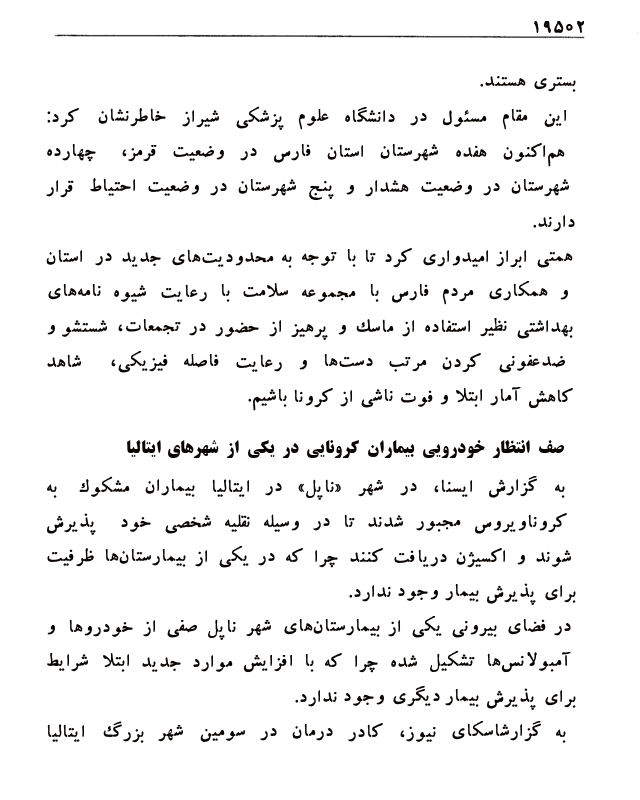 ۱۹۵۰۲
بستری هستند.
این مقام مسئول در دانشگاه علوم پزشکی شیراز خاطرنشان کرد:
هم‌اکنون هفده شهرستان استان فارس در وضعیت قرمز، چهارده
شهرستان در وضعیت هشدار و پنج شهرستان در وضعیت احتیاط قرار
دارند.
همتی ابراز امیدواری کرد تا با توجه به محدودیت‌های جدید در استان
و همکاری مردم فارس با مجموعه سلامت با رعایت شیوه نامه‌های
بهداشتی نظیر استفاده از ماسك و پرهیز از حضور در تجمعات، شستشو و
ضدعفونی کردن مرتب دست‌ها و رعایت فاصله فیزیکی، شاهد
کاهش آمار ابتلا و فوت ناشی از کرونا باشیم.
صف انتظار خودرویی بیماران کرونایی در یکی از شهرهای ایتالیا
به گزارش ایسنا، در شهر «ناپل» در ایتالیا بیماران مشکوك به
کروناویروس مجبور شدند تا در وسیله نقلیه شخصی خود پذیرش
شوند و اکسیژن دریافت کنند چرا که در یکی از بیمارستان‌ها ظرفیت
برای پذیرش بیمار وجود ندارد.
در فضای بیرونی یکی از بیمارستان‌های شهر ناپل صفی از خودروها و
آمبولانس‌ها تشکیل شده چرا که با افزایش موارد جدید ابتلا شرایط
برای پذیرش بیمار دیگری وجود ندارد.
به گزارشاسکای نیوز، کادر درمان در سومین شهر بزرگ ایتالیا